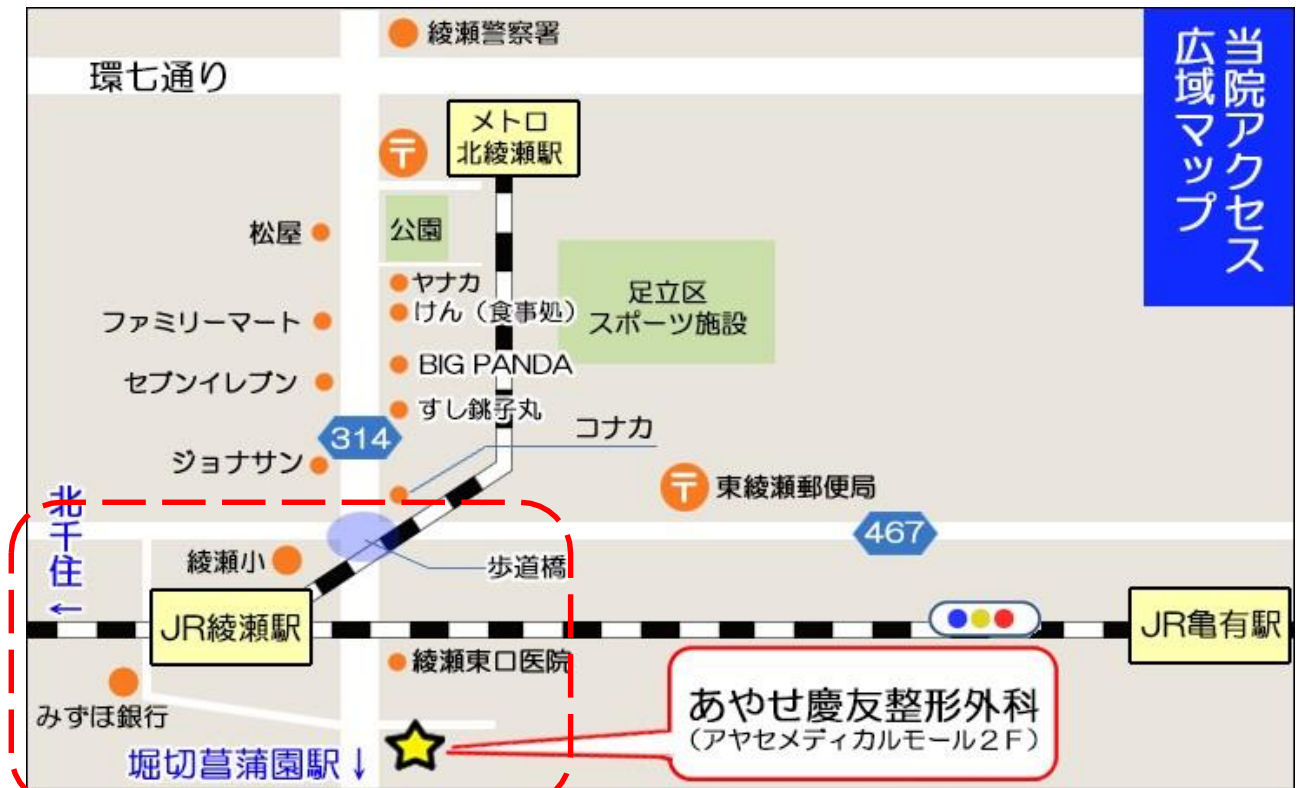 綾瀬警察署
当院アクセス
広域マップ
環七通り
メトロ
北綾瀬駅
〒
松屋
公園
ヤナカ
足立区
スポーツ施設
けん（食事処）
ファミリーマート
BIG PANDA
セブンイレブン
すし銚子丸
コナカ
314
ジョナサン
〒
東綾瀬郵便局
北千住
←
467
綾瀬小
歩道橋
JR綾瀬駅
JR亀有駅
綾瀬東口医院
みずほ銀行
あやせ慶友整形外科
（アヤセメディカルモール２Ｆ）
堀切菖蒲園駅↓